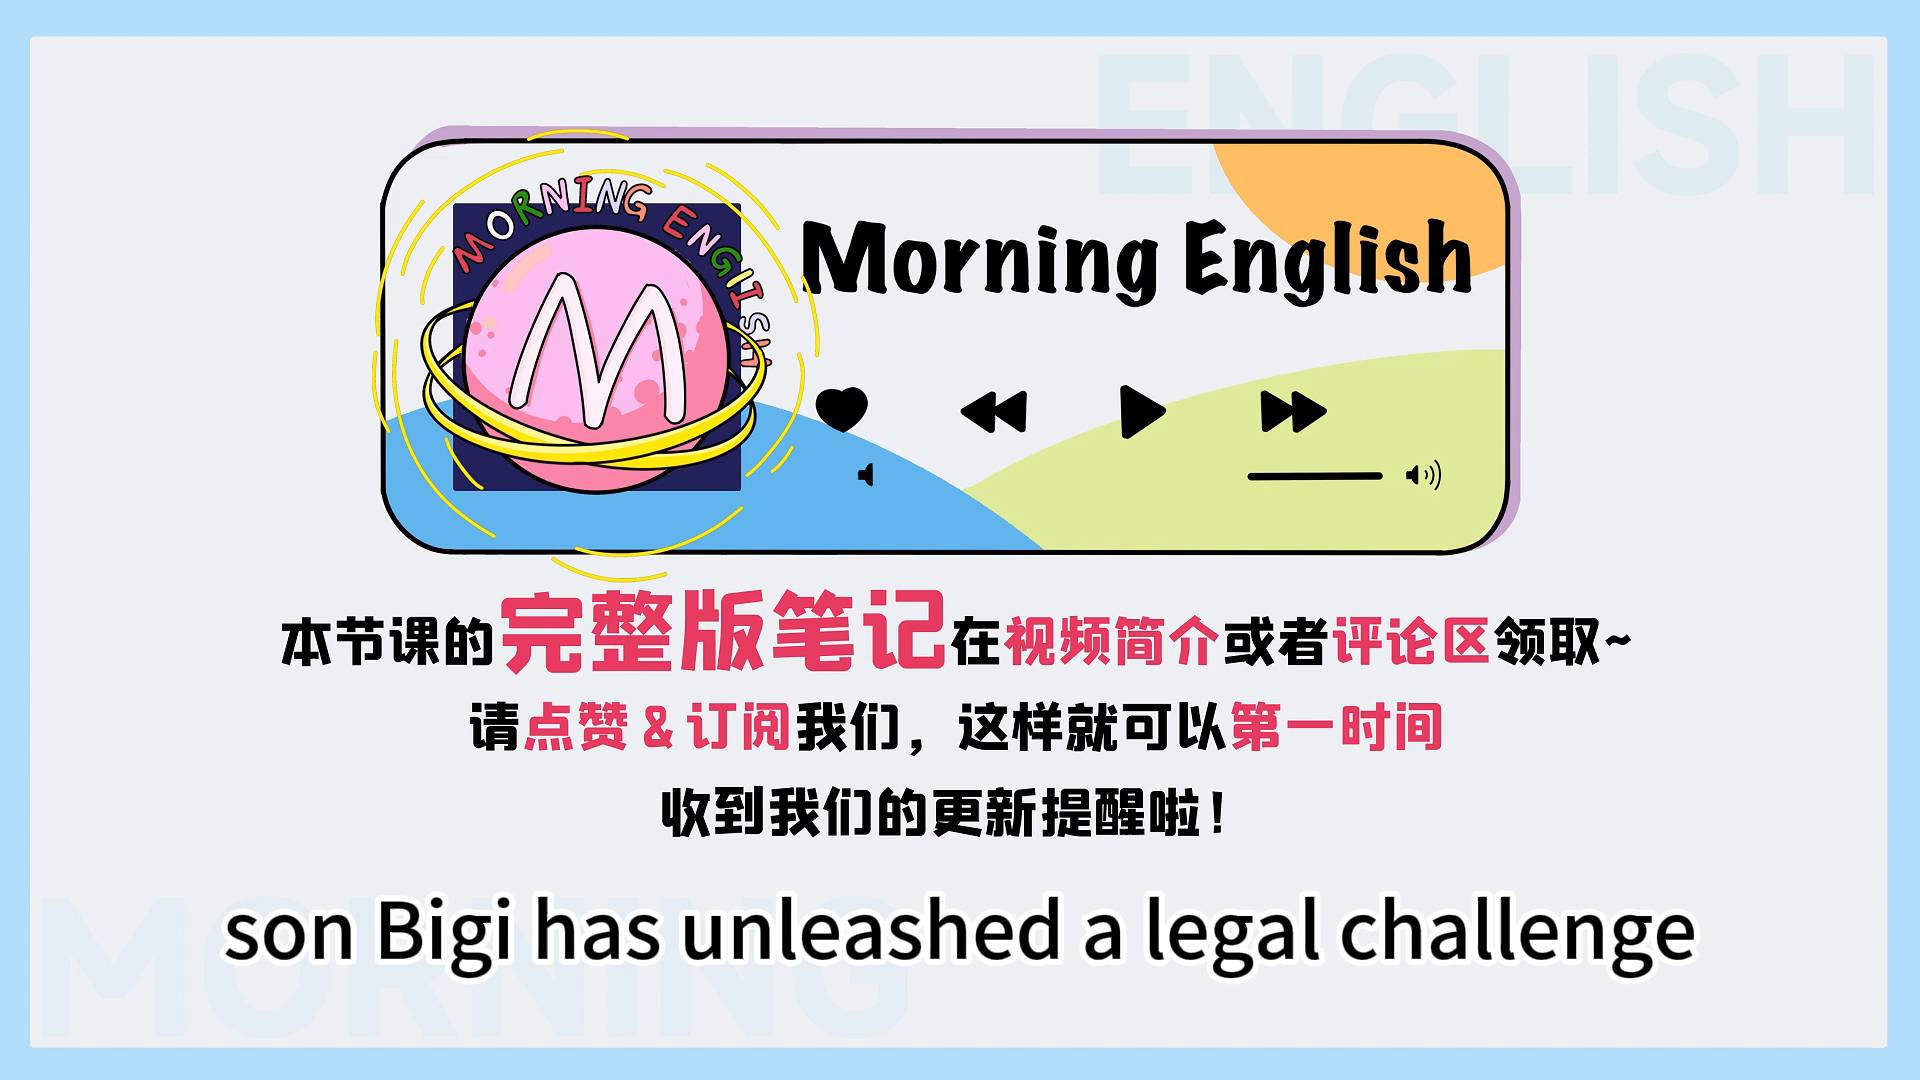 ENGLISH
MORNING ENGLISH
M
Morning English
本节课的完整版笔记在视频简介或者评论区领取~
请点赞&订阅我们，这样就可以第一时间
收到我们的更新提醒啦！
MORNING
son Bigi has unleashed a legal challenge